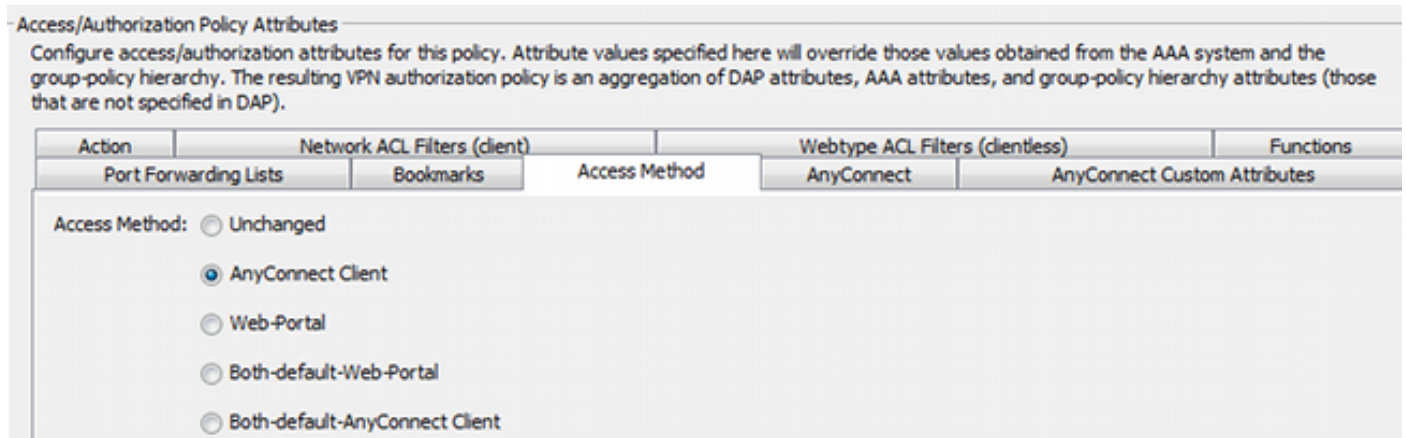 Access/Authorization Policy Attributes
Configure access/authorization attributes for this policy. Attribute values specified here will override those values obtained from the AAA system and the
group-policy hierarchy. The resulting VPN authorization policy is an aggregation of DAP attributes, AAA attributes, and group-policy hierarchy attributes (those
that are not specified in DAP).
Action Network ACL Filters (client) Webtype ACL Filters (clientless) Functions
Port Forwarding Lists Bookmarks Access Method AnyConnect AnyConnect Custom Attributes
Access Method: Unchanged
AnyConnect Client
Web-Portal
Both-default-Web-Portal
Both-default-AnyConnect Client